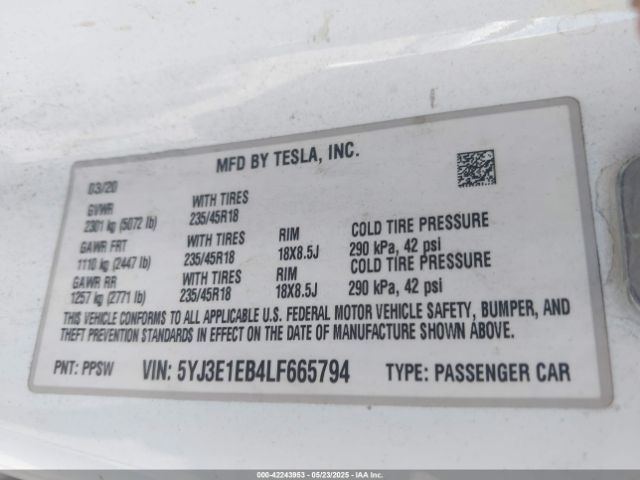 MFD BY TESLA, INC.
03/20
GVWR
2301 kg (5072 lb)
WITH TIRES
235/45R18
GAWR FRT
1110 kg (2447 lb)
WITH TIRES
235/45R18
RIM
18X8.5J
COLD TIRE PRESSURE
290 kPa, 42 psi
GAWR RR
1257 kg (2771 lb)
WITH TIRES
235/45R18
RIM
18X8.5J
COLD TIRE PRESSURE
290 kPa, 42 psi
THIS VEHICLE CONFORMS TO ALL APPLICABLE U.S. FEDERAL MOTOR VEHICLE SAFETY, BUMPER, AND
THEFT PREVENTION STANDARDS IN EFFECT ON THE DATE OF MANUFACTURE SHOWN ABOVE.
PNT: PPSW VIN: 5YJ3E1EB4LF665794 TYPE: PASSENGER CAR
000-42243953 - 05/23/2025 - IAA Inc.